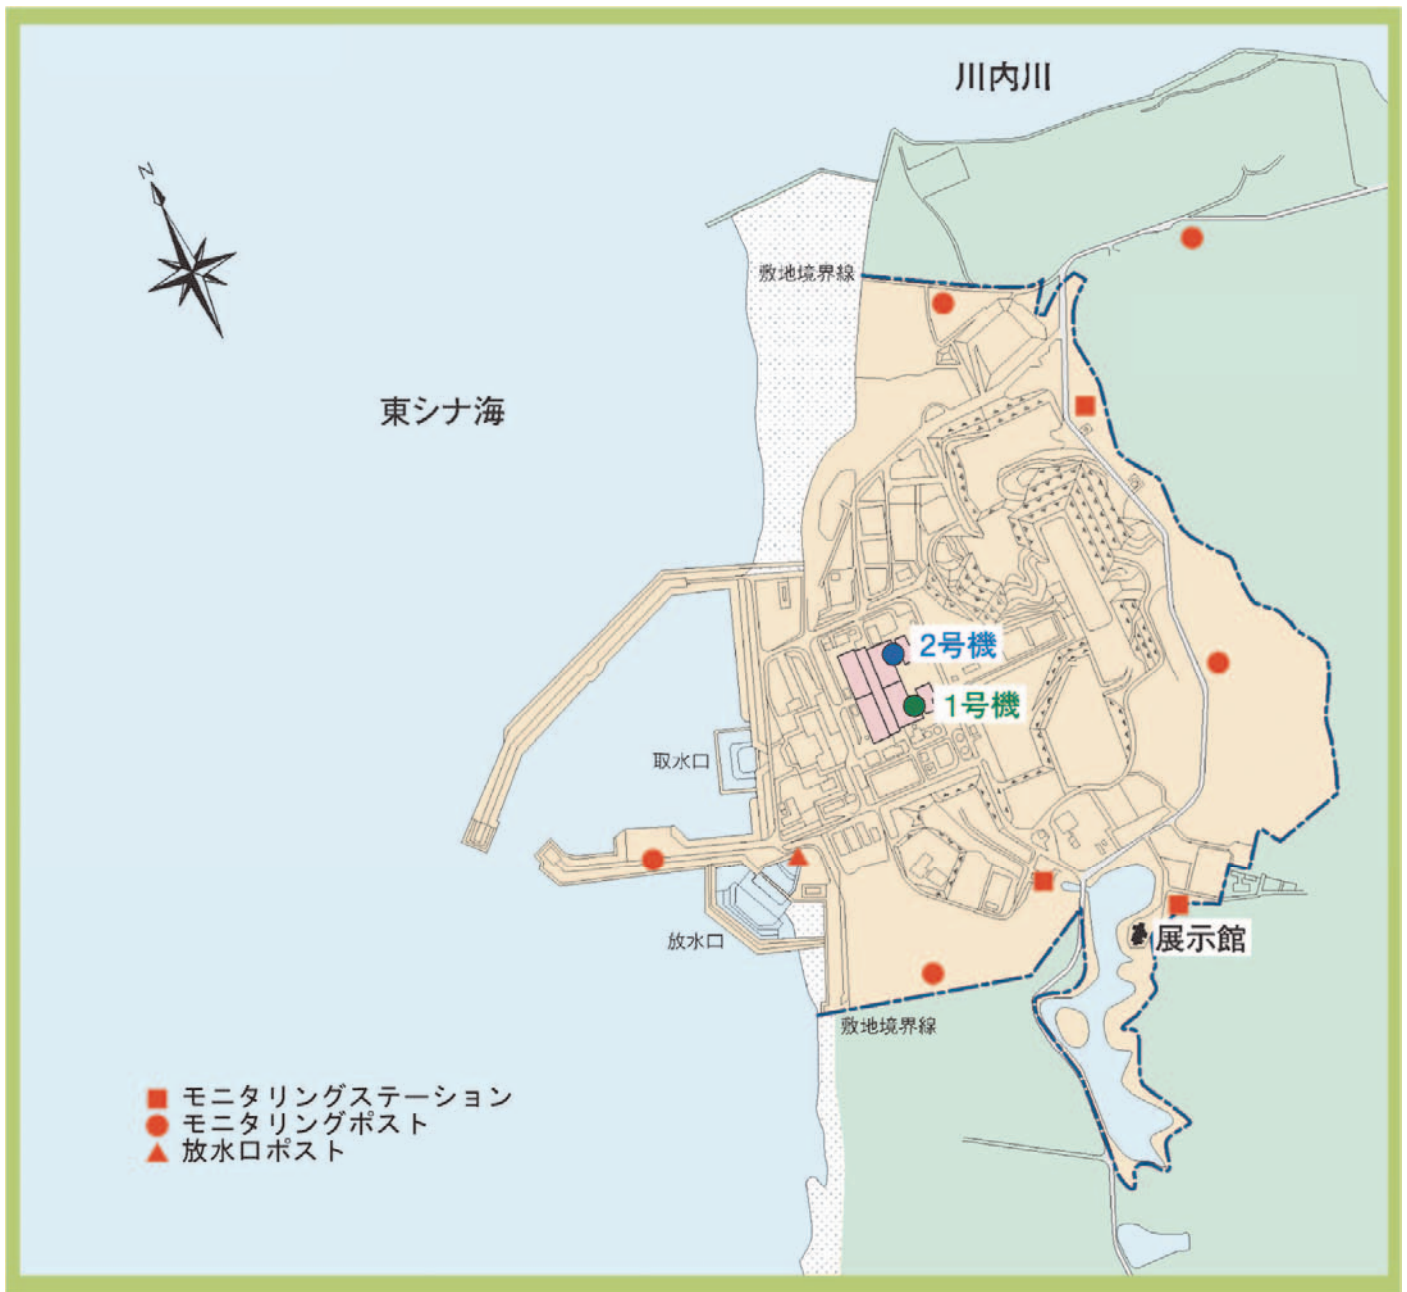 川内川
N
敷地境界線
東シナ海
2号機
1号機
取水口
放水口
展示館
敷地境界線
モニタリングステーション
モニタリングポスト
放水口ポスト